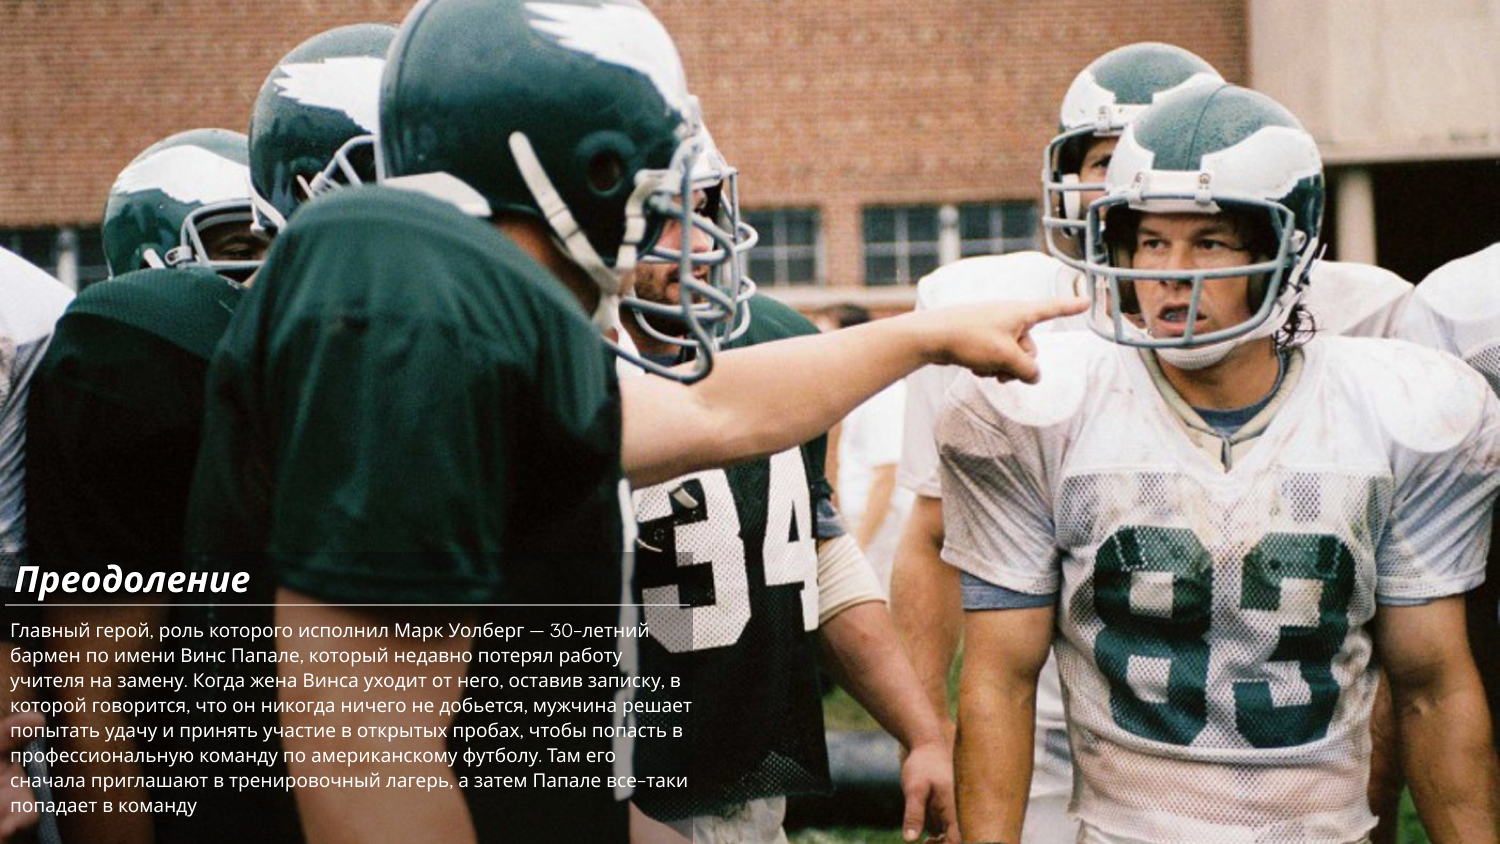 Преодоление
Главный герой, роль которого исполнил Марк Уолберг — 30-летний
бармен по имени Винс Папале, который недавно потерял работу
учителя на замену. Когда жена Винса уходит от него, оставив записку, в
которой говорится, что он никогда ничего не добьется, мужчина решает
попытать удачу и принять участие в открытых пробах, чтобы попасть в
профессиональную команду по американскому футболу. Там его
сначала приглашают в тренировочный лагерь, а затем Папале все-таки
попадает в команду
34
83